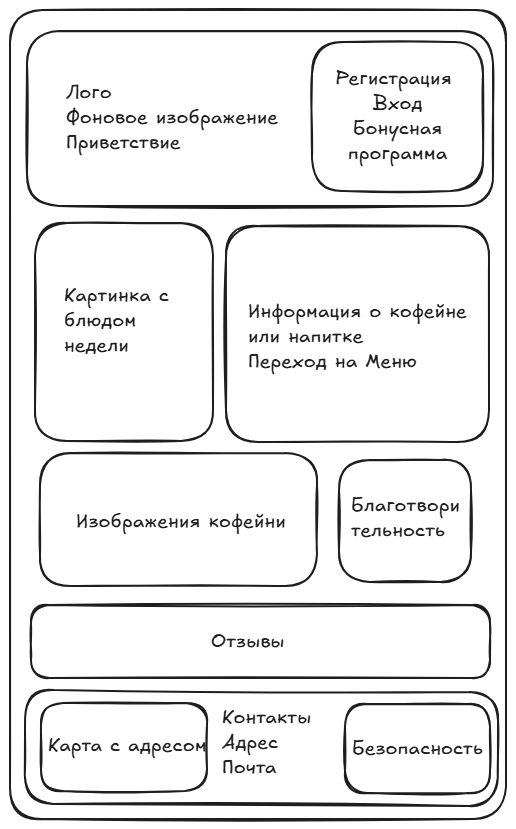 Лого
Фоновое изображение
Приветствие
Регистрация
Вход
Бонусная
программа
Картинка с
блюдом
недели
Информация о кофейне
или напитке
Переход на Меню
Изображения кофейни
Благотвори
тельность
Отзывы
Карта с адресом
Контакты
Адрес
Почта
Безопасность